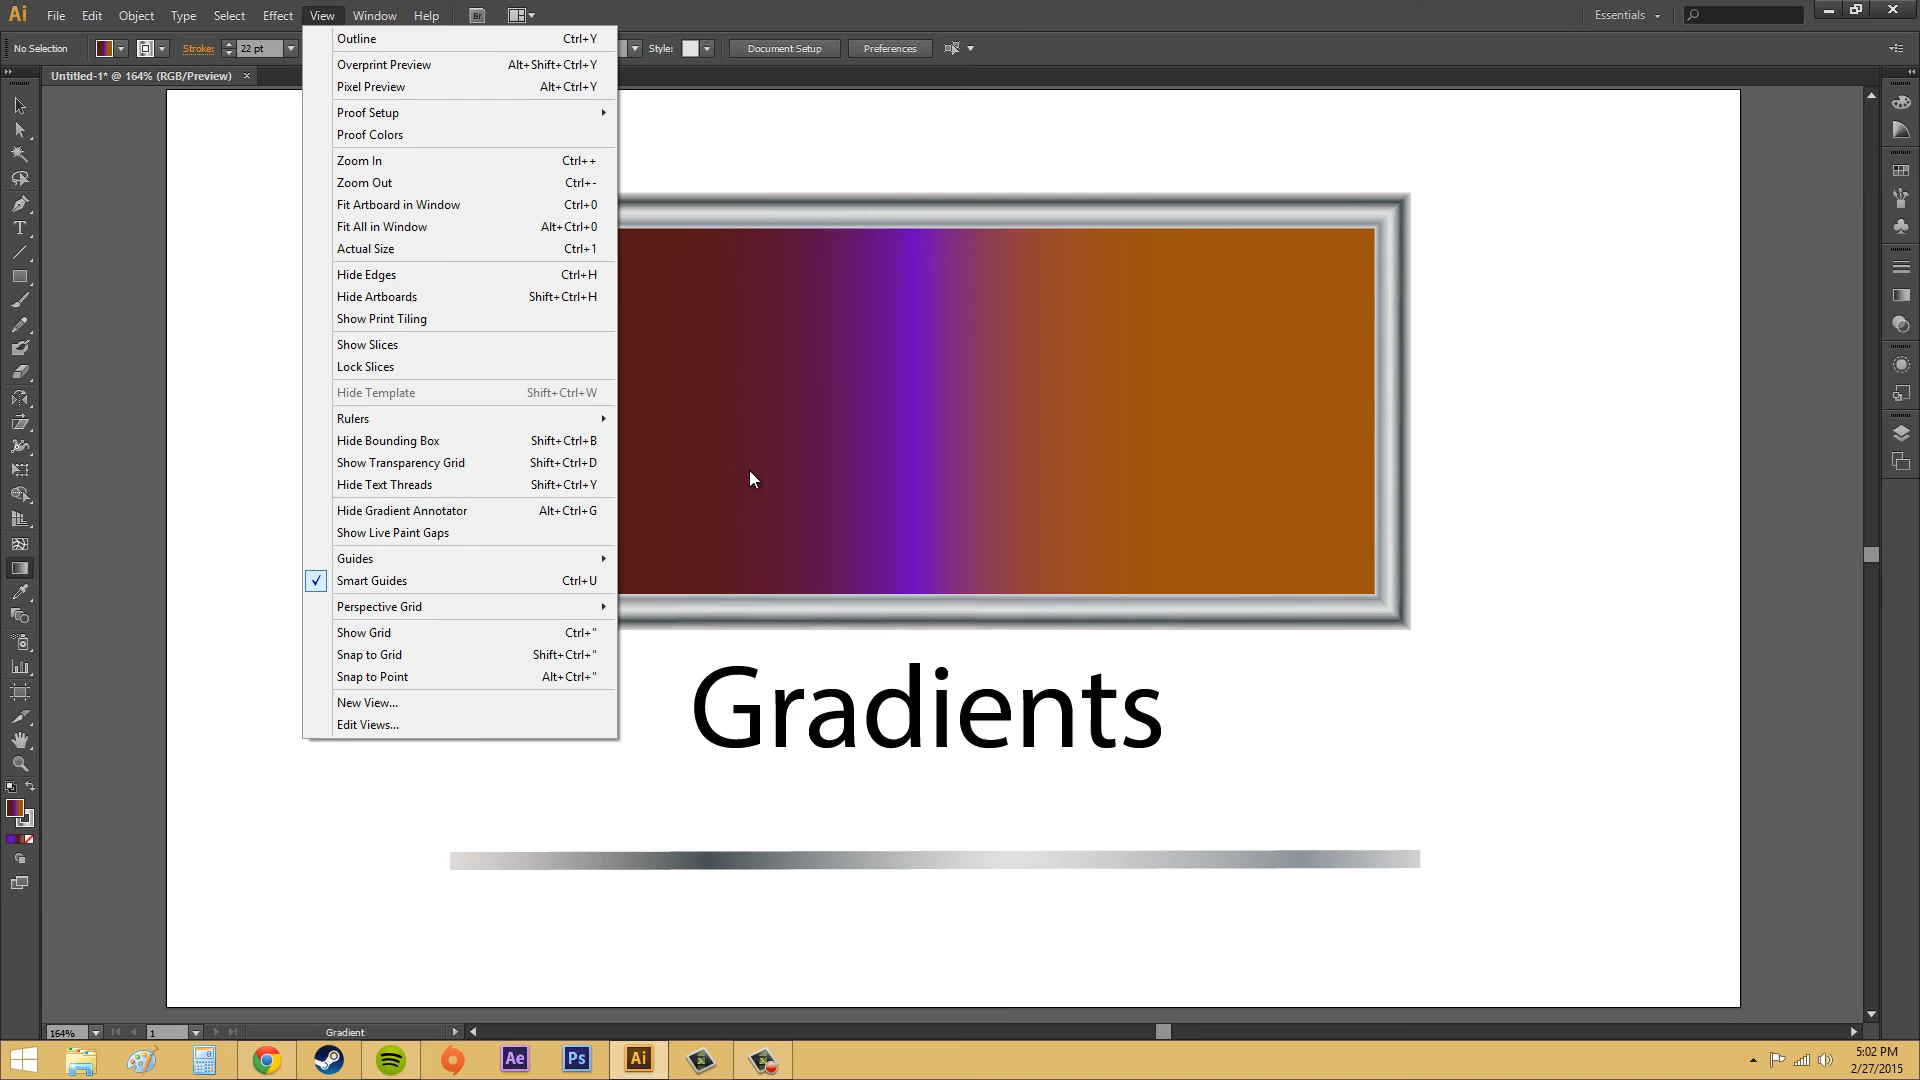 Ai File Edit Object Type Select Effect View Window Help Br Essentials
No Selection Stroke: 22 pt Style: Document Setup Preferences
Untitled-1* @ 164% (RGB/Preview) ×
Outline Ctrl+Y
Overprint Preview Alt+Shift+Ctrl+Y
Pixel Preview Alt+Ctrl+Y
Proof Setup
Proof Colors
Zoom In Ctrl++
Zoom Out Ctrl+-
Fit Artboard in Window Ctrl+0
Fit All in Window Alt+Ctrl+0
Actual Size Ctrl+1
Hide Edges Ctrl+H
Hide Artboards Shift+Ctrl+H
Show Print Tiling
Show Slices
Lock Slices
Hide Template Shift+Ctrl+W
Rulers
Hide Bounding Box Shift+Ctrl+B
Show Transparency Grid Shift+Ctrl+D
Hide Text Threads Shift+Ctrl+Y
Hide Gradient Annotator Alt+Ctrl+G
Show Live Paint Gaps
Guides
Smart Guides Ctrl+U
Perspective Grid
Show Grid Ctrl+"
Snap to Grid Shift+Ctrl+"
Snap to Point Alt+Ctrl+"
New View...
Edit Views...
Gradients
164% 1 Gradient
Ae Ps Ai
5:02 PM
2/27/2015